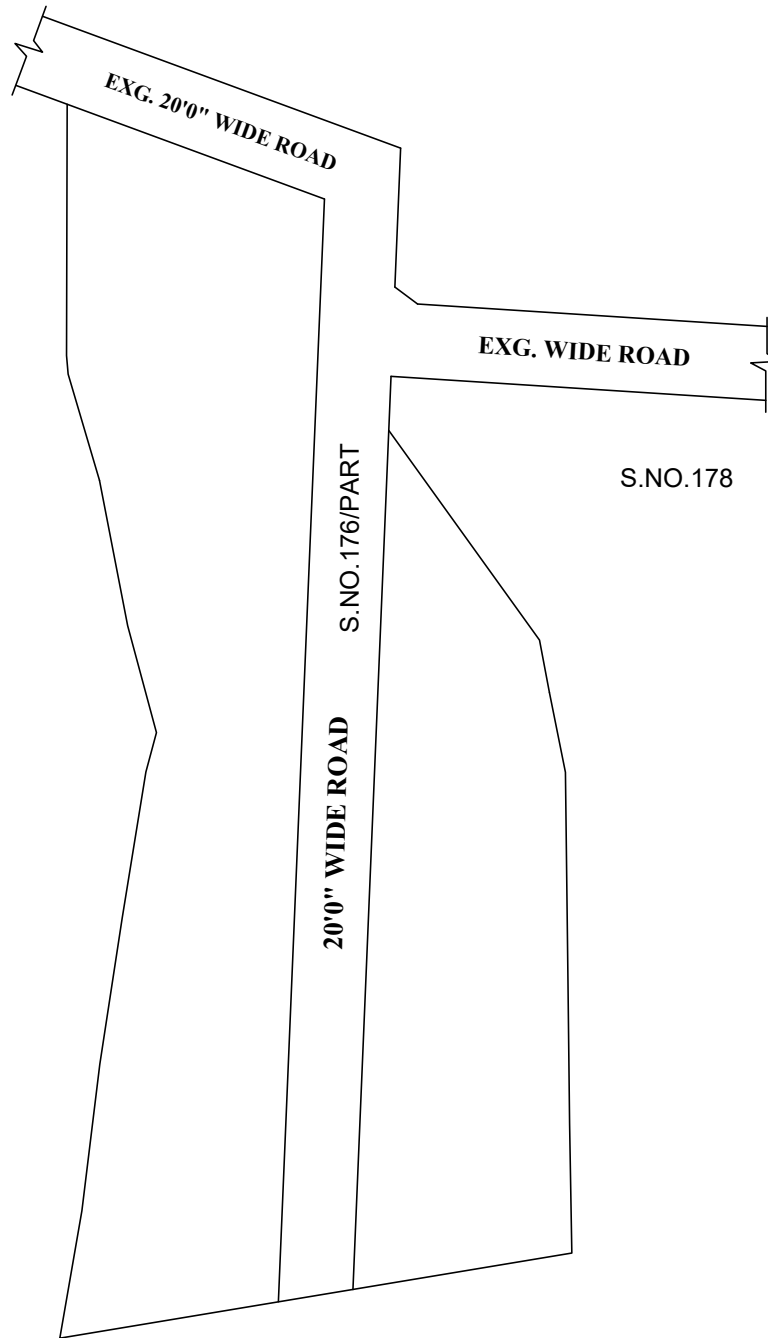 EXG. 20'0" WIDE ROAD
EXG. WIDE ROAD
S.NO.178
S.NO.176/PART
20'0" WIDE ROAD